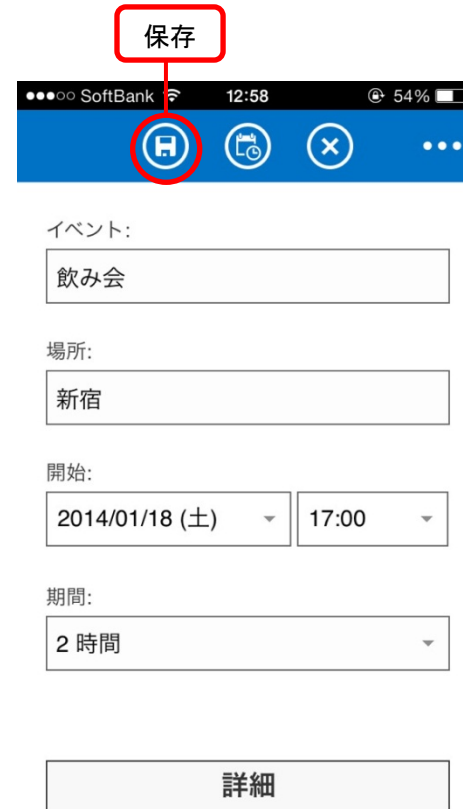 保存
SoftBank 12:58 54%
イベント:
飲み会
場所:
新宿
開始:
2014/01/18 (土) 17:00
期間:
2 時間
詳細